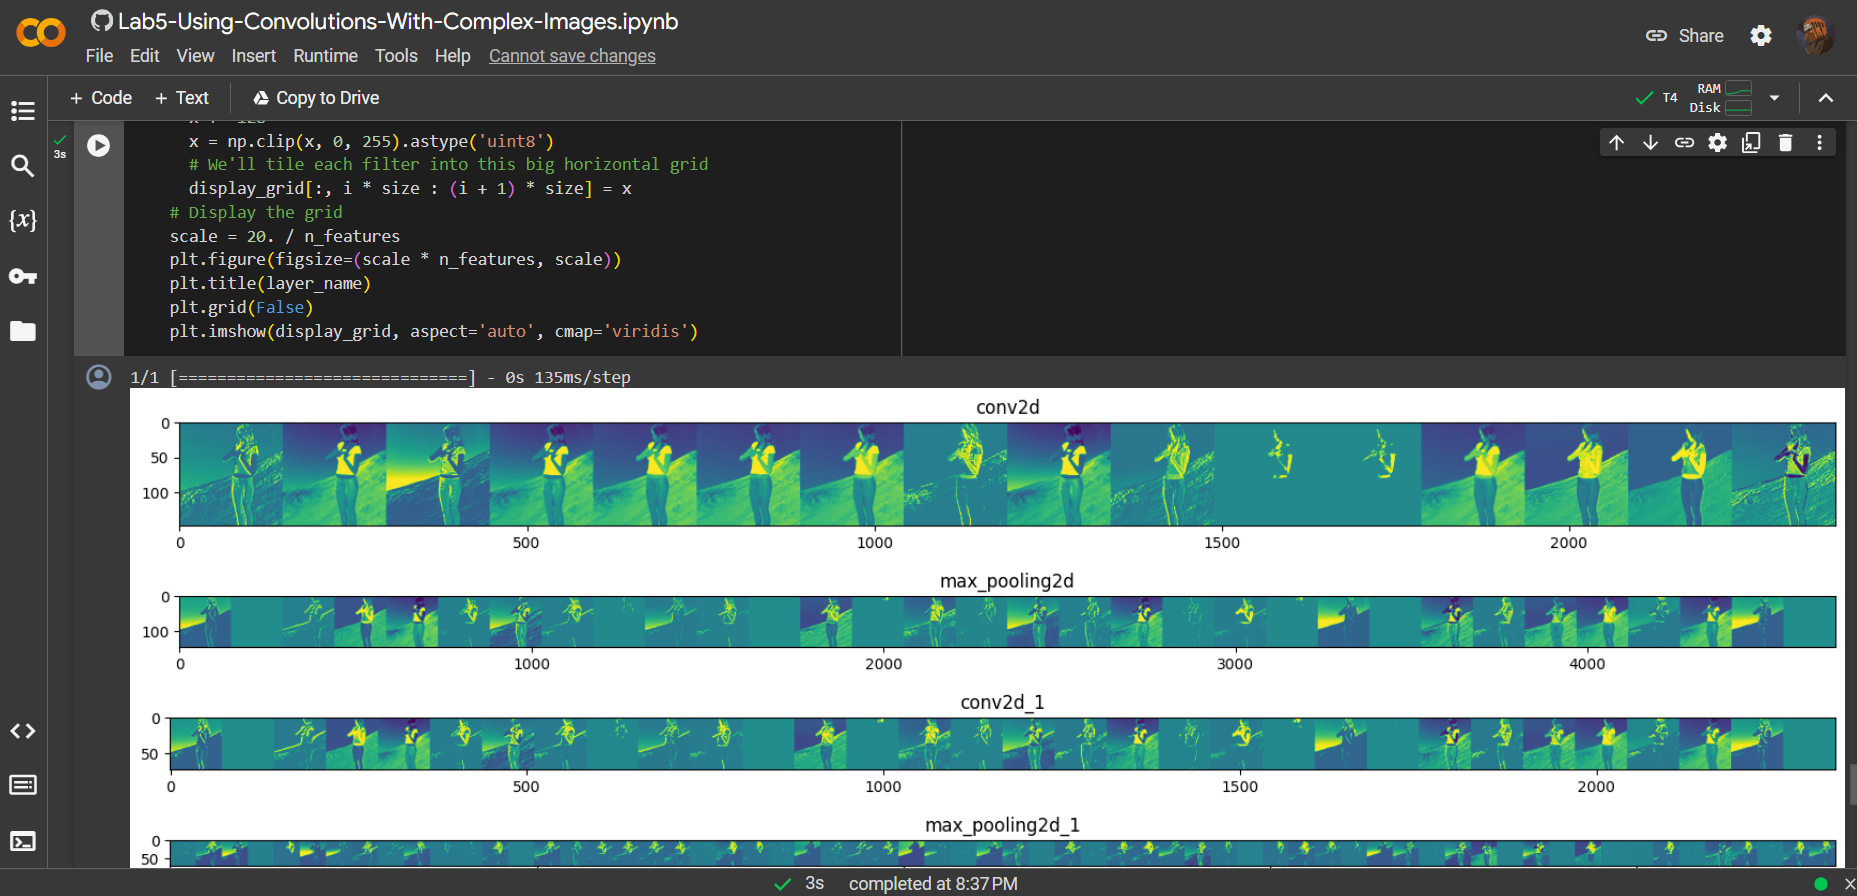 Lab5-Using-Convolutions-With-Complex-Images.ipynb
File Edit View Insert Runtime Tools Help Cannot save changes
Share
+ Code + Text Copy to Drive
T4 RAM
Disk
3s
x = np.clip(x, 0, 255).astype('uint8')
# We'll tile each filter into this big horizontal grid
display_grid[:, i * size : (i + 1) * size] = x
# Display the grid
scale = 20. / n_features
plt.figure(figsize=(scale * n_features, scale))
plt.title(layer_name)
plt.grid(False)
plt.imshow(display_grid, aspect='auto', cmap='viridis')
1/1 [==============================] - 0s 135ms/step
conv2d
0
50
100
0 500 1000 1500 2000
max_pooling2d
0
100
0 1000 2000 3000 4000
conv2d_1
0
50
0 500 1000 1500 2000
max_pooling2d_1
0
50
3s completed at 8:37 PM